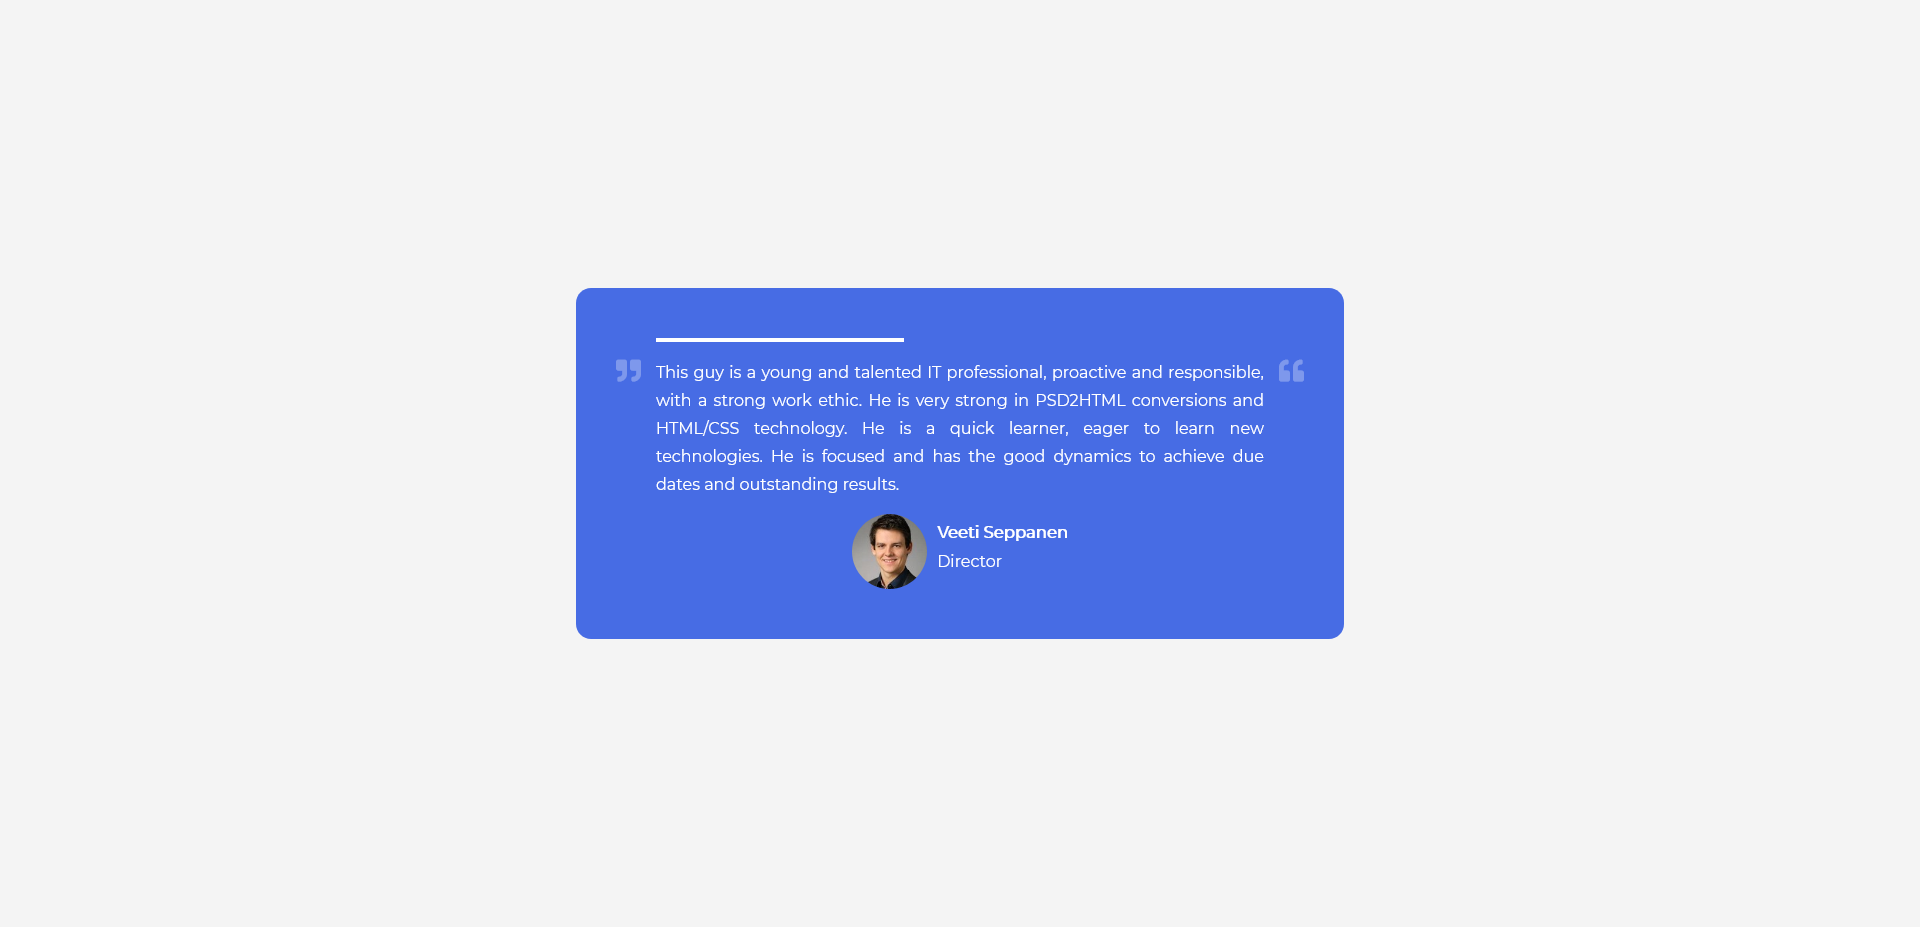 This guy is a young and talented IT professional, proactive and responsible,
with a strong work ethic. He is very strong in PSD2HTML conversions and
HTML/CSS technology. He is a quick learner, eager to learn new
technologies. He is focused and has the good dynamics to achieve due
dates and outstanding results.
Veeti Seppanen
Director